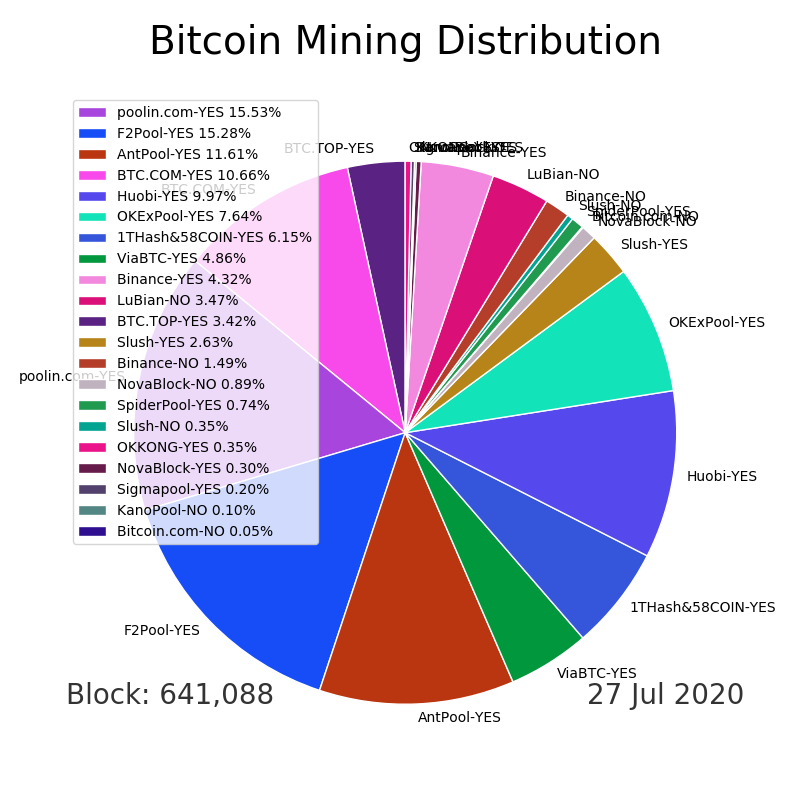 Bitcoin Mining Distribution
poolin.com-YES 15.53%
F2Pool-YES 15.28%
AntPool-YES 11.61%
BTC.COM-YES 10.66%
Huobi-YES 9.97%
OKExPool-YES 7.64%
1THash&58COIN-YES 6.15%
ViaBTC-YES 4.86%
Binance-YES 4.32%
LuBian-NO 3.47%
BTC.TOP-YES 3.42%
Slush-YES 2.63%
Binance-NO 1.49%
NovaBlock-NO 0.89%
SpiderPool-YES 0.74%
Slush-NO 0.35%
OKKONG-YES 0.35%
NovaBlock-YES 0.30%
Sigmapool-YES 0.20%
KanoPool-NO 0.10%
Bitcoin.com-NO 0.05%
BTC.TOP-YES
BTC.COM-YES
poolin.com-YES
F2Pool-YES
AntPool-YES
ViaBTC-YES
1THash&58COIN-YES
Huobi-YES
OKExPool-YES
Slush-YES
NovaBlock-NO
Bitcoin.com-NO
SpiderPool-YES
Slush-NO
Binance-NO
LuBian-NO
Binance-YES
Block: 641,088
27 Jul 2020